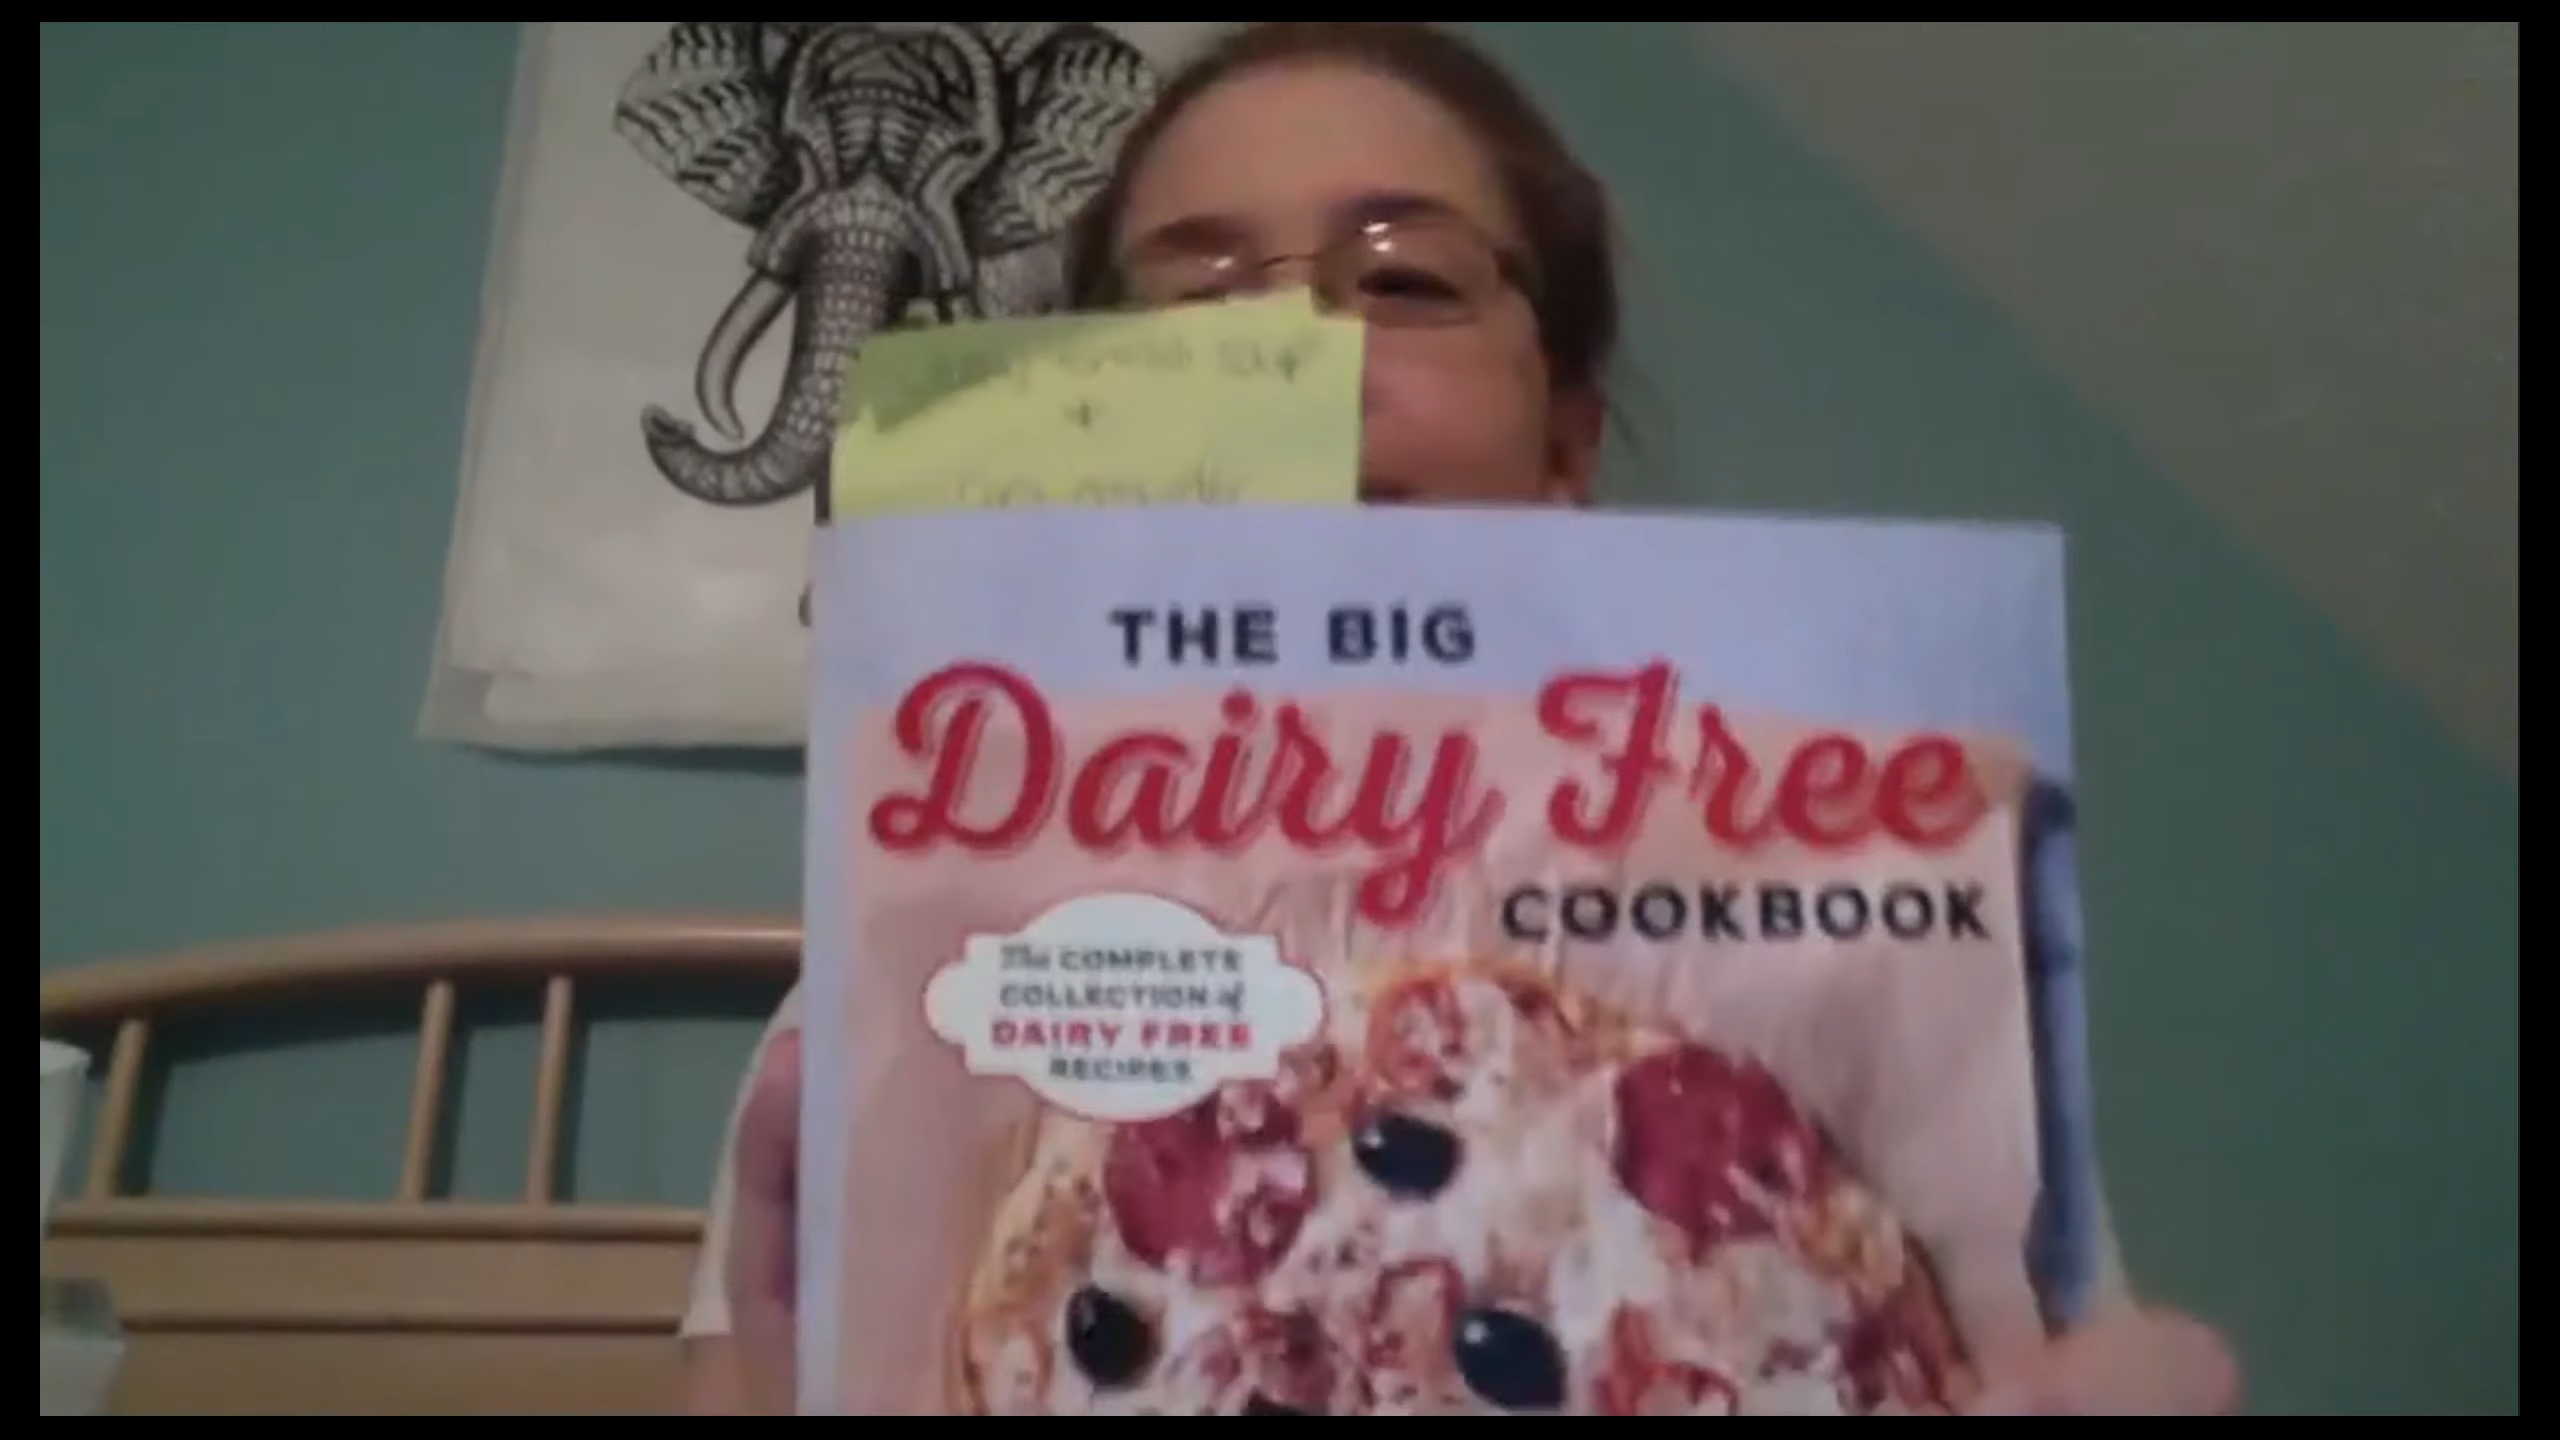 +
THE BIG
Dairy Free
COOKBOOK
The COMPLETE
COLLECTION of
DAIRY FREE
RECIPES